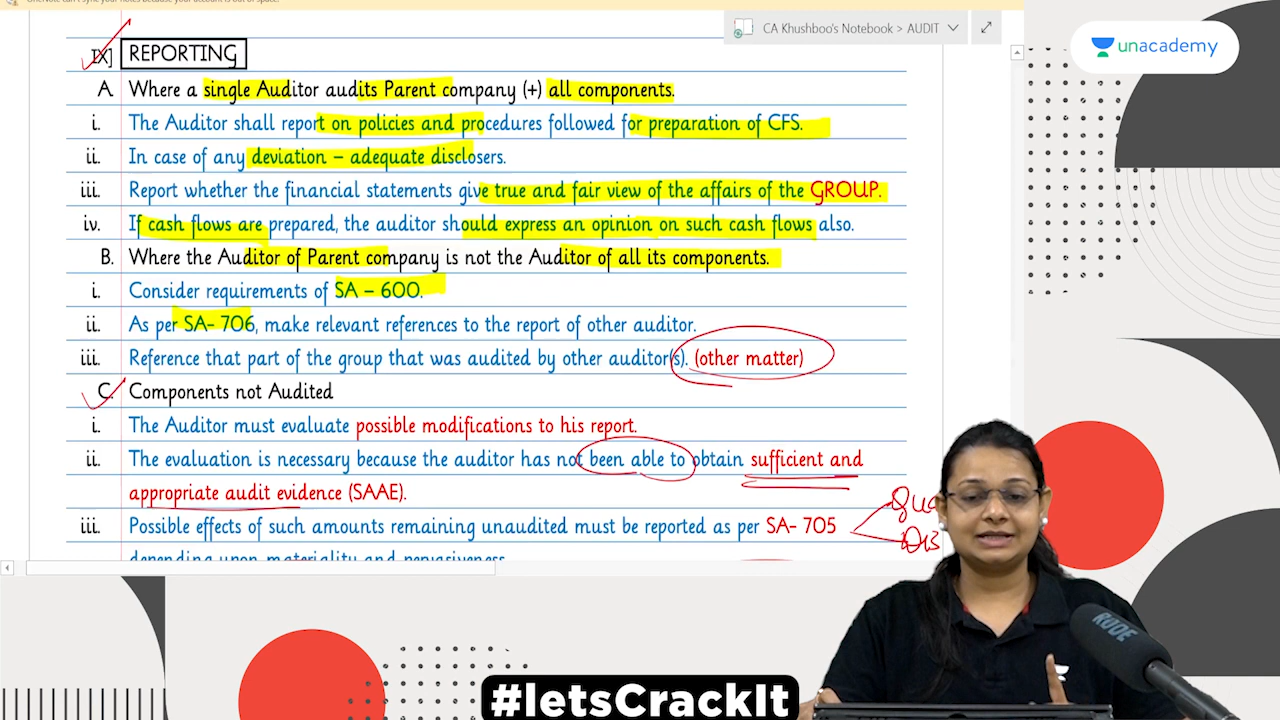 CA Khushboo's Notebook > AUDIT
unacademy
IX] REPORTING
A. Where a single Auditor audits Parent company (+) all components.
i. The Auditor shall report on policies and procedures followed for preparation of CFS.
ii. In case of any deviation – adequate disclosers.
iii. Report whether the financial statements give true and fair view of the affairs of the GROUP.
iv. If cash flows are prepared, the auditor should express an opinion on such cash flows also.
B. Where the Auditor of Parent company is not the Auditor of all its components.
i. Consider requirements of SA – 600.
ii. As per SA- 706, make relevant references to the report of other auditor.
iii. Reference that part of the group that was audited by other auditor(s). (other matter)
C. Components not Audited
i. The Auditor must evaluate possible modifications to his report.
ii. The evaluation is necessary because the auditor has not been able to obtain sufficient and
appropriate audit evidence (SAAE).
iii. Possible effects of such amounts remaining unaudited must be reported as per SA- 705
depending upon materiality and pervasiveness
RODE
#letsCrackIt